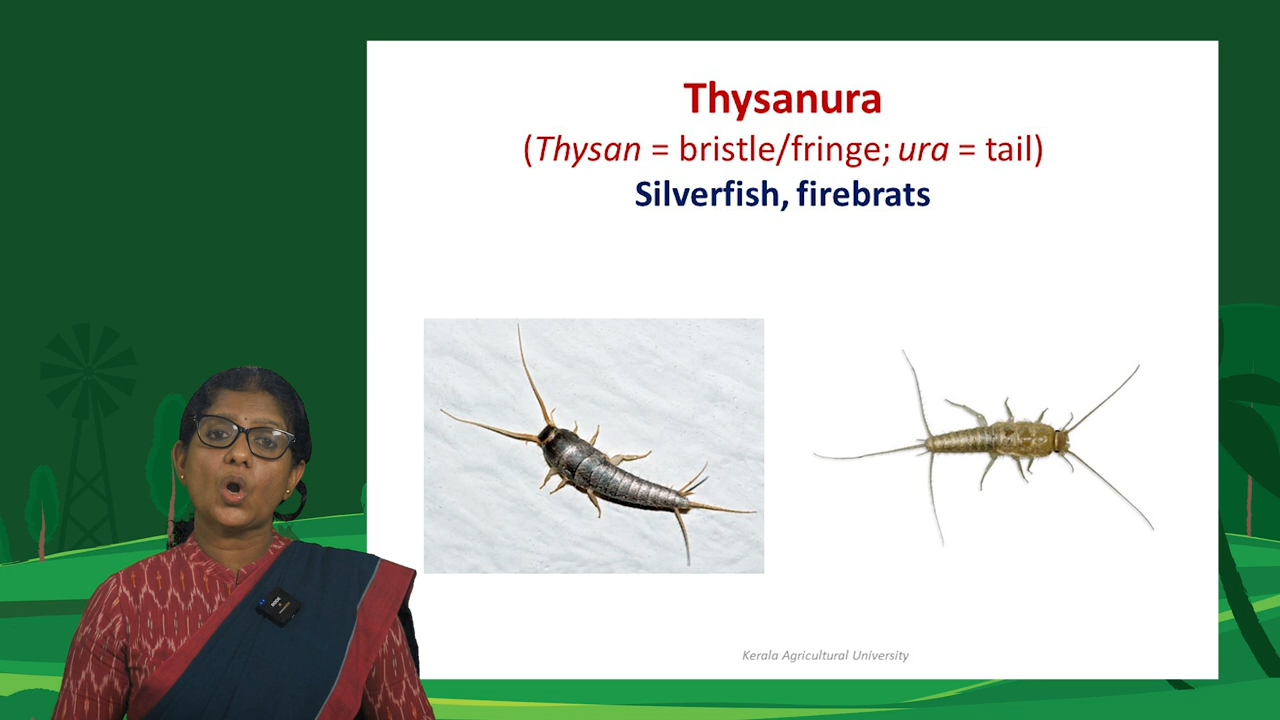 Thysanura
(Thysan = bristle/fringe; ura = tail)
Silverfish, firebrats
Kerala Agricultural University